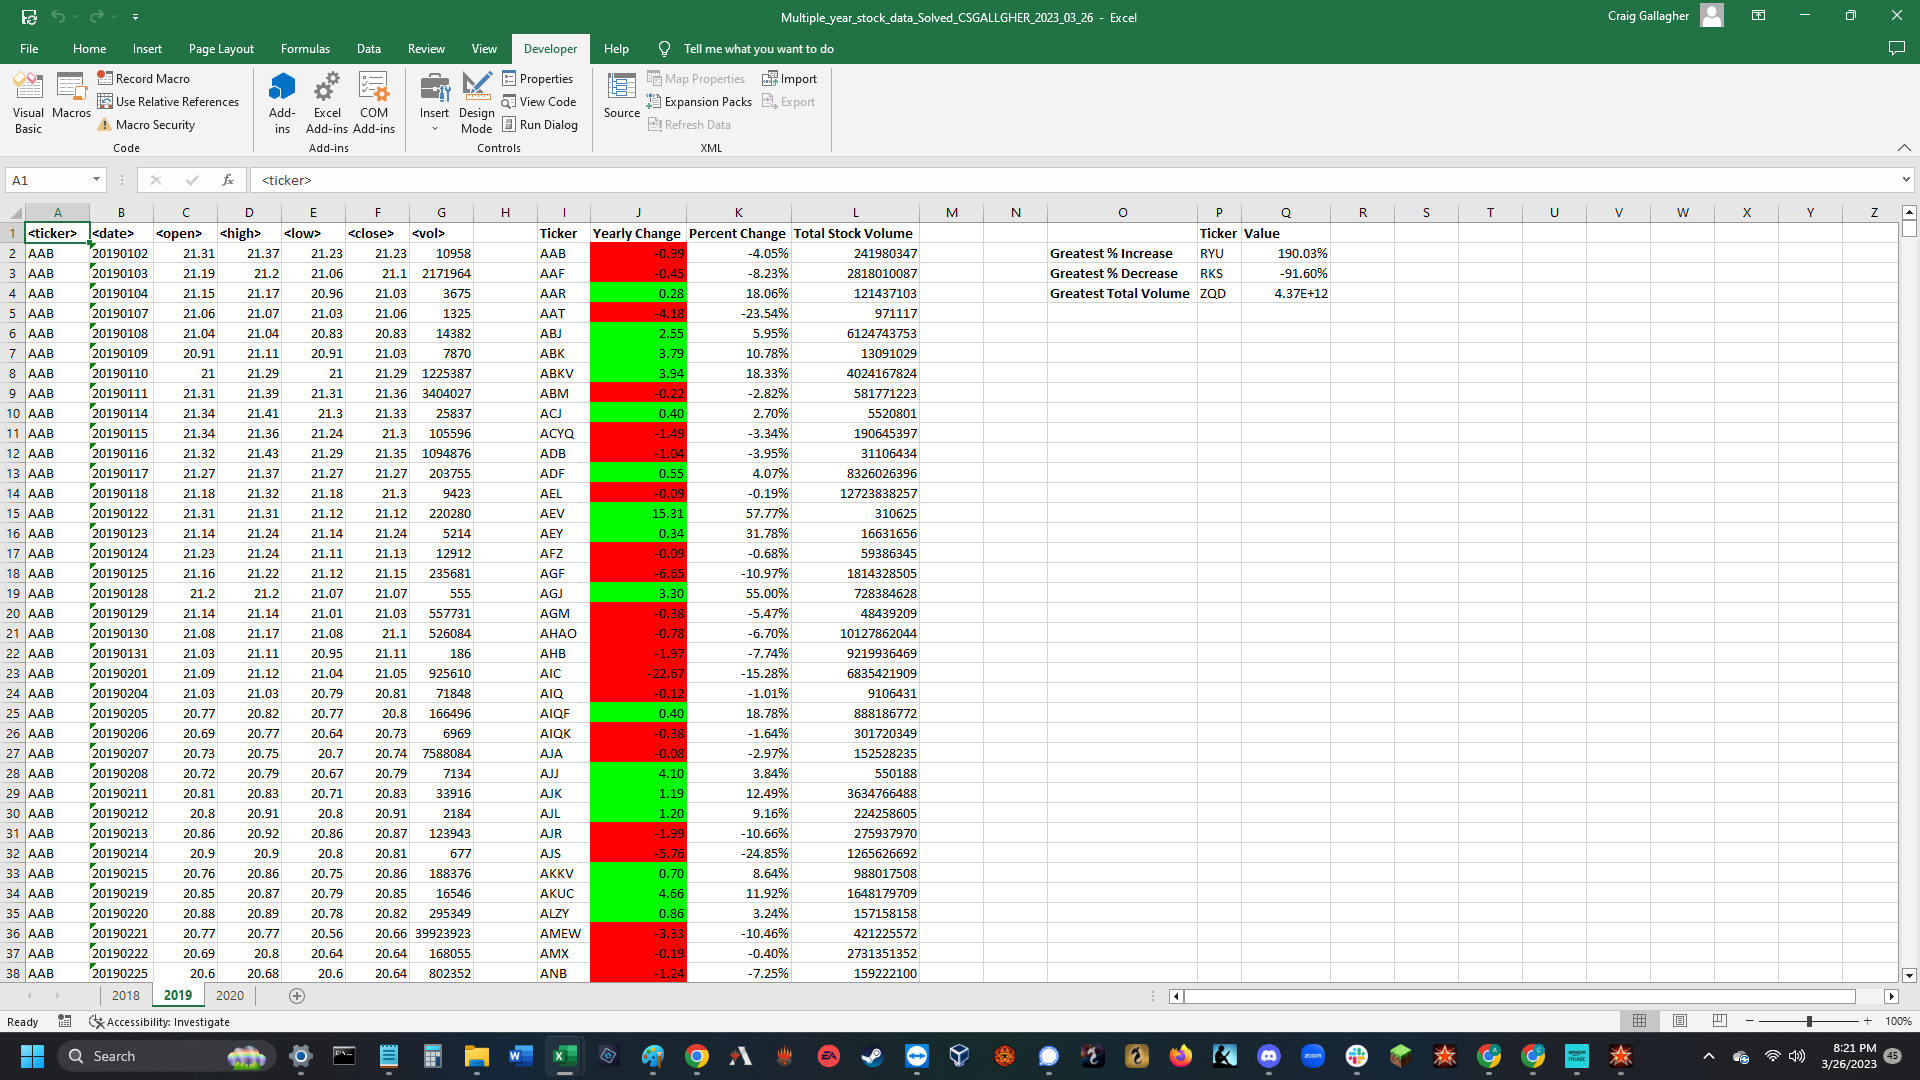 Multiple_year_stock_data_Solved_CSGALLGHER_2023_03_26 - Excel
Craig Gallagher
File Home Insert Page Layout Formulas Data Review View Developer Help Tell me what you want to do
Visual Basic
Macros
Record Macro
Use Relative References
Macro Security
Code
Add-ins
Excel Add-ins
COM Add-ins
Add-ins
Insert
Design Mode
Properties
View Code
Run Dialog
Controls
Source
Map Properties
Expansion Packs
Refresh Data
Import
Export
XML
A1 fx <ticker>
A B C D E F G H I J K L M N O P Q R S T U V W X Y Z
1 <ticker> <date> <open> <high> <low> <close> <vol> Ticker Yearly Change Percent Change Total Stock Volume Ticker Value
2 AAB 20190102 21.31 21.37 21.23 21.23 10958 AAB -0.99 -4.05% 241980347 Greatest % Increase RYU 190.03%
3 AAB 20190103 21.19 21.2 21.06 21.1 2171964 AAF -0.45 -8.23% 2818010087 Greatest % Decrease RKS -91.60%
4 AAB 20190104 21.15 21.17 20.96 21.03 3675 AAR 0.28 18.06% 121437103 Greatest Total Volume ZQD 4.37E+12
5 AAB 20190107 21.06 21.07 21.03 21.06 1325 AAT -4.18 -23.54% 971117
6 AAB 20190108 21.04 21.04 20.83 20.83 14382 ABJ 2.55 5.95% 6124743753
7 AAB 20190109 20.91 21.11 20.91 21.03 7870 ABK 3.79 10.78% 13091029
8 AAB 20190110 21 21.29 21 21.29 1225387 ABKV 3.94 18.33% 4024167824
9 AAB 20190111 21.31 21.39 21.31 21.36 3404027 ABM -0.22 -2.82% 581771223
10 AAB 20190114 21.34 21.41 21.3 21.33 25837 ACJ 0.40 2.70% 5520801
11 AAB 20190115 21.34 21.36 21.24 21.3 105596 ACYQ -1.49 -3.34% 190645397
12 AAB 20190116 21.32 21.43 21.29 21.35 1094876 ADB -1.04 -3.95% 31106434
13 AAB 20190117 21.27 21.37 21.27 21.27 203755 ADF 0.55 4.07% 8326026396
14 AAB 20190118 21.18 21.32 21.18 21.3 9423 AEL -0.09 -0.19% 12723838257
15 AAB 20190122 21.31 21.31 21.12 21.12 220280 AEV 15.31 57.77% 310625
16 AAB 20190123 21.14 21.24 21.14 21.24 5214 AEY 0.34 31.78% 16631656
17 AAB 20190124 21.23 21.24 21.11 21.13 12912 AFZ -0.09 -0.68% 59386345
18 AAB 20190125 21.16 21.22 21.12 21.15 235681 AGF -6.65 -10.97% 1814328505
19 AAB 20190128 21.2 21.2 21.07 21.07 555 AGJ 3.30 55.00% 728384628
20 AAB 20190129 21.14 21.14 21.01 21.03 557731 AGM -0.38 -5.47% 48439209
21 AAB 20190130 21.08 21.17 21.08 21.1 526084 AHAO -0.78 -6.70% 10127862044
22 AAB 20190131 21.03 21.11 20.95 21.11 186 AHB -1.97 -7.74% 9219936469
23 AAB 20190201 21.09 21.12 21.04 21.05 925610 AIC -22.67 -15.28% 6835421909
24 AAB 20190204 21.03 21.03 20.79 20.81 71848 AIQ -0.12 -1.01% 9106431
25 AAB 20190205 20.77 20.82 20.77 20.8 166496 AIQF 0.40 18.78% 888186772
26 AAB 20190206 20.69 20.77 20.64 20.73 6969 AIQK -0.38 -1.64% 301720349
27 AAB 20190207 20.73 20.75 20.7 20.74 7588084 AJA -0.08 -2.97% 152528235
28 AAB 20190208 20.72 20.79 20.67 20.79 7134 AJJ 4.10 3.84% 550188
29 AAB 20190211 20.81 20.83 20.71 20.83 33916 AJK 1.19 12.49% 3634766488
30 AAB 20190212 20.8 20.91 20.8 20.91 2184 AJL 1.20 9.16% 224258605
31 AAB 20190213 20.86 20.92 20.86 20.87 123943 AJR -1.99 -10.66% 275937970
32 AAB 20190214 20.9 20.9 20.8 20.81 677 AJS -5.76 -24.85% 1265626692
33 AAB 20190215 20.76 20.86 20.75 20.86 188376 AKKV 0.70 8.64% 988017508
34 AAB 20190219 20.85 20.87 20.79 20.85 16546 AKUC 4.66 11.92% 1648179709
35 AAB 20190220 20.88 20.89 20.78 20.82 295349 ALZY 0.86 3.24% 157158158
36 AAB 20190221 20.77 20.77 20.56 20.66 39923923 AMEW -3.33 -10.46% 421225572
37 AAB 20190222 20.69 20.8 20.64 20.64 168055 AMX -0.19 -0.40% 2731351352
38 AAB 20190225 20.6 20.68 20.6 20.64 802352 ANB -1.24 -7.25% 159222100
2018 2019 2020
Ready Accessibility: Investigate 100%
Search
EA
zoom
8:21 PM
3/26/2023
45